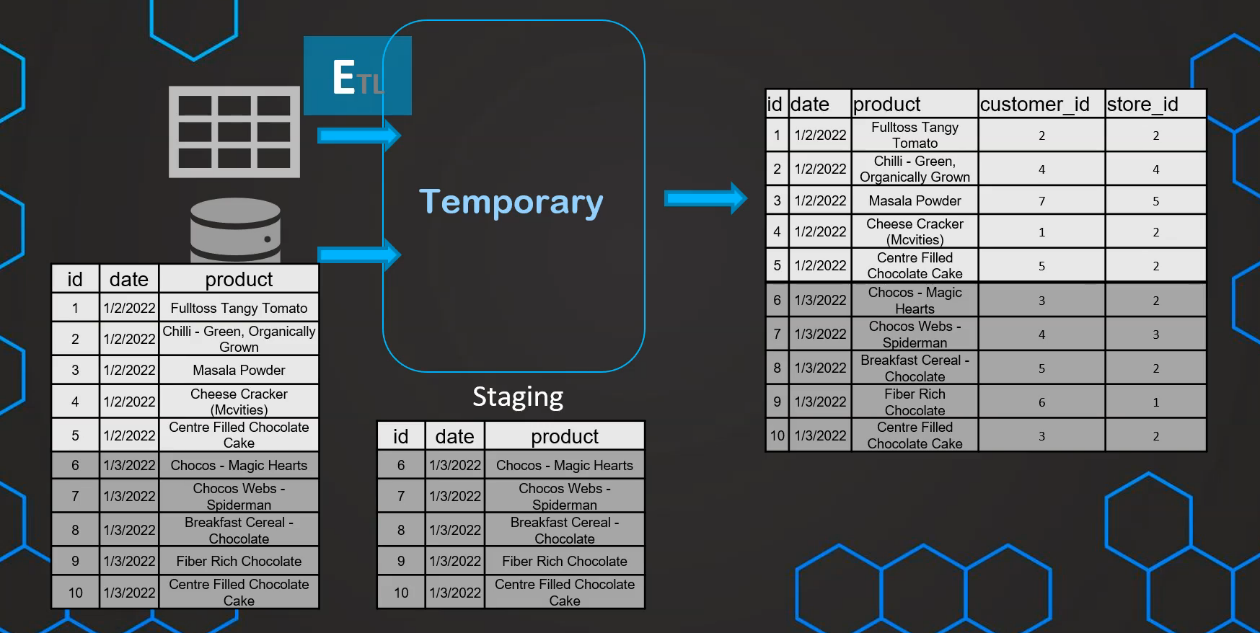 ETL
Temporary
id date product
1 1/2/2022 Fulltoss Tangy Tomato
2 1/2/2022 Chilli - Green, Organically
Grown
3 1/2/2022 Masala Powder
4 1/2/2022 Cheese Cracker
(Mcvities)
5 1/2/2022 Centre Filled Chocolate
Cake
6 1/3/2022 Chocos - Magic Hearts
7 1/3/2022 Chocos Webs -
Spiderman
8 1/3/2022 Breakfast Cereal -
Chocolate
9 1/3/2022 Fiber Rich Chocolate
10 1/3/2022 Centre Filled Chocolate
Cake
Staging
id date product
6 1/3/2022 Chocos - Magic Hearts
7 1/3/2022 Chocos Webs -
Spiderman
8 1/3/2022 Breakfast Cereal -
Chocolate
9 1/3/2022 Fiber Rich Chocolate
10 1/3/2022 Centre Filled Chocolate
Cake
id date product customer_id store_id
1 1/2/2022 Fulltoss Tangy 2 2
Tomato
2 1/2/2022 Chilli - Green, 4 4
Organically Grown
3 1/2/2022 Masala Powder 7 5
4 1/2/2022 Cheese Cracker 1 2
(Mcvities)
5 1/2/2022 Centre Filled 5 2
Chocolate Cake
6 1/3/2022 Chocos - Magic 3 2
Hearts
7 1/3/2022 Chocos Webs - 4 3
Spiderman
8 1/3/2022 Breakfast Cereal - 5 2
Chocolate
9 1/3/2022 Fiber Rich 6 1
Chocolate
10 1/3/2022 Centre Filled 3 2
Chocolate Cake